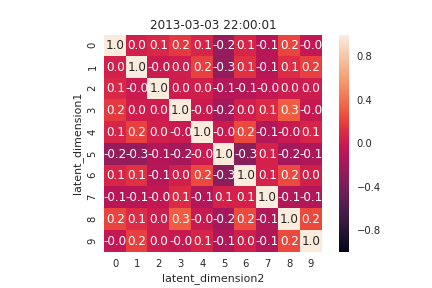 2013-03-03 22:00:01
0 1.0 0.0 0.1 0.2 0.1 -0.2 0.1 -0.1 0.2 -0.0
1 0.0 1.0 -0.0 0.0 0.2 -0.3 0.1 -0.1 0.1 0.2
2 0.1 -0.0 1.0 0.0 0.0 -0.1 -0.1 -0.0 0.0 0.0
3 0.2 0.0 0.0 1.0 -0.0 -0.2 0.0 0.1 0.3 -0.0
4 0.1 0.2 0.0 -0.0 1.0 -0.0 0.2 -0.1 -0.0 0.1
5 -0.2 -0.3 -0.1 -0.2 -0.0 1.0 -0.3 0.1 -0.2 -0.1
6 0.1 0.1 -0.1 0.0 0.2 -0.3 1.0 0.1 0.2 0.0
7 -0.1 -0.1 -0.0 0.1 -0.1 0.1 0.1 1.0 -0.1 -0.1
8 0.2 0.1 0.0 0.3 -0.0 -0.2 0.2 -0.1 1.0 0.2
9 -0.0 0.2 0.0 -0.0 0.1 -0.1 0.0 -0.1 0.2 1.0
0 1 2 3 4 5 6 7 8 9
latent_dimension1
latent_dimension2
0.8
0.4
0.0
-0.4
-0.8